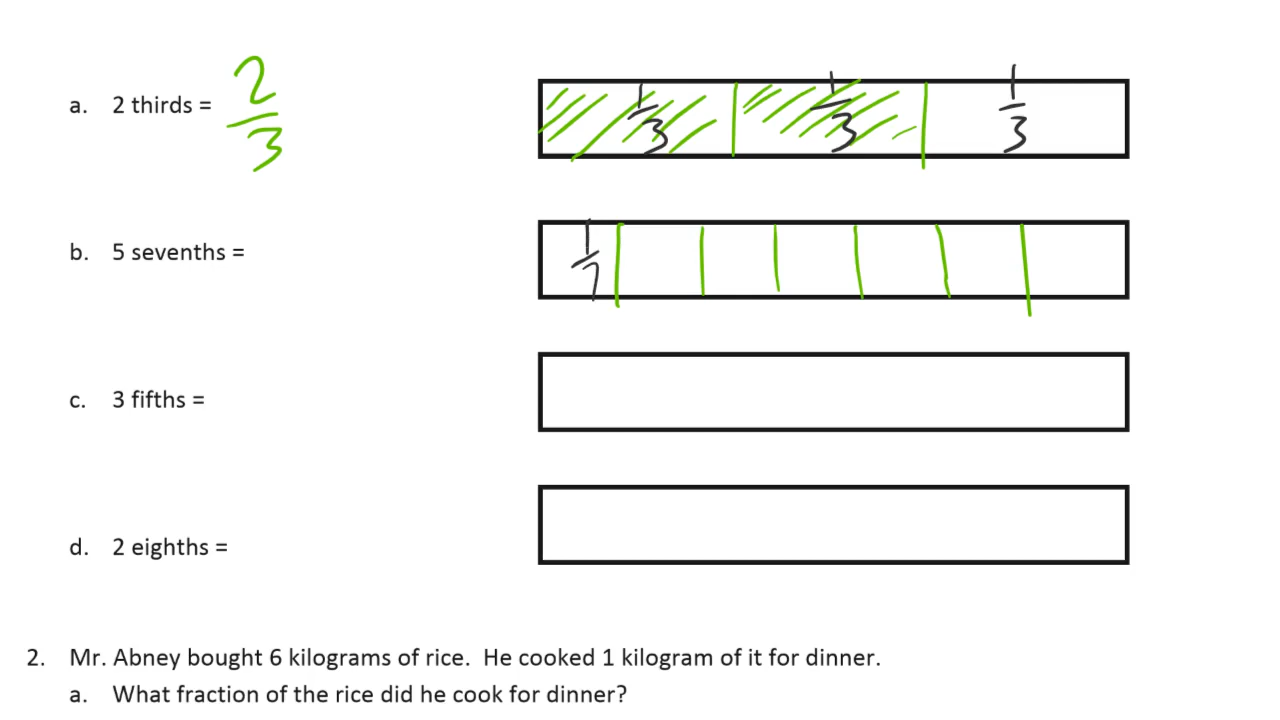 a. 2 thirds = 2/3 1/3 1/3 1/3
b. 5 sevenths = 1/7
c. 3 fifths =
d. 2 eighths =
2. Mr. Abney bought 6 kilograms of rice. He cooked 1 kilogram of it for dinner.
a. What fraction of the rice did he cook for dinner?